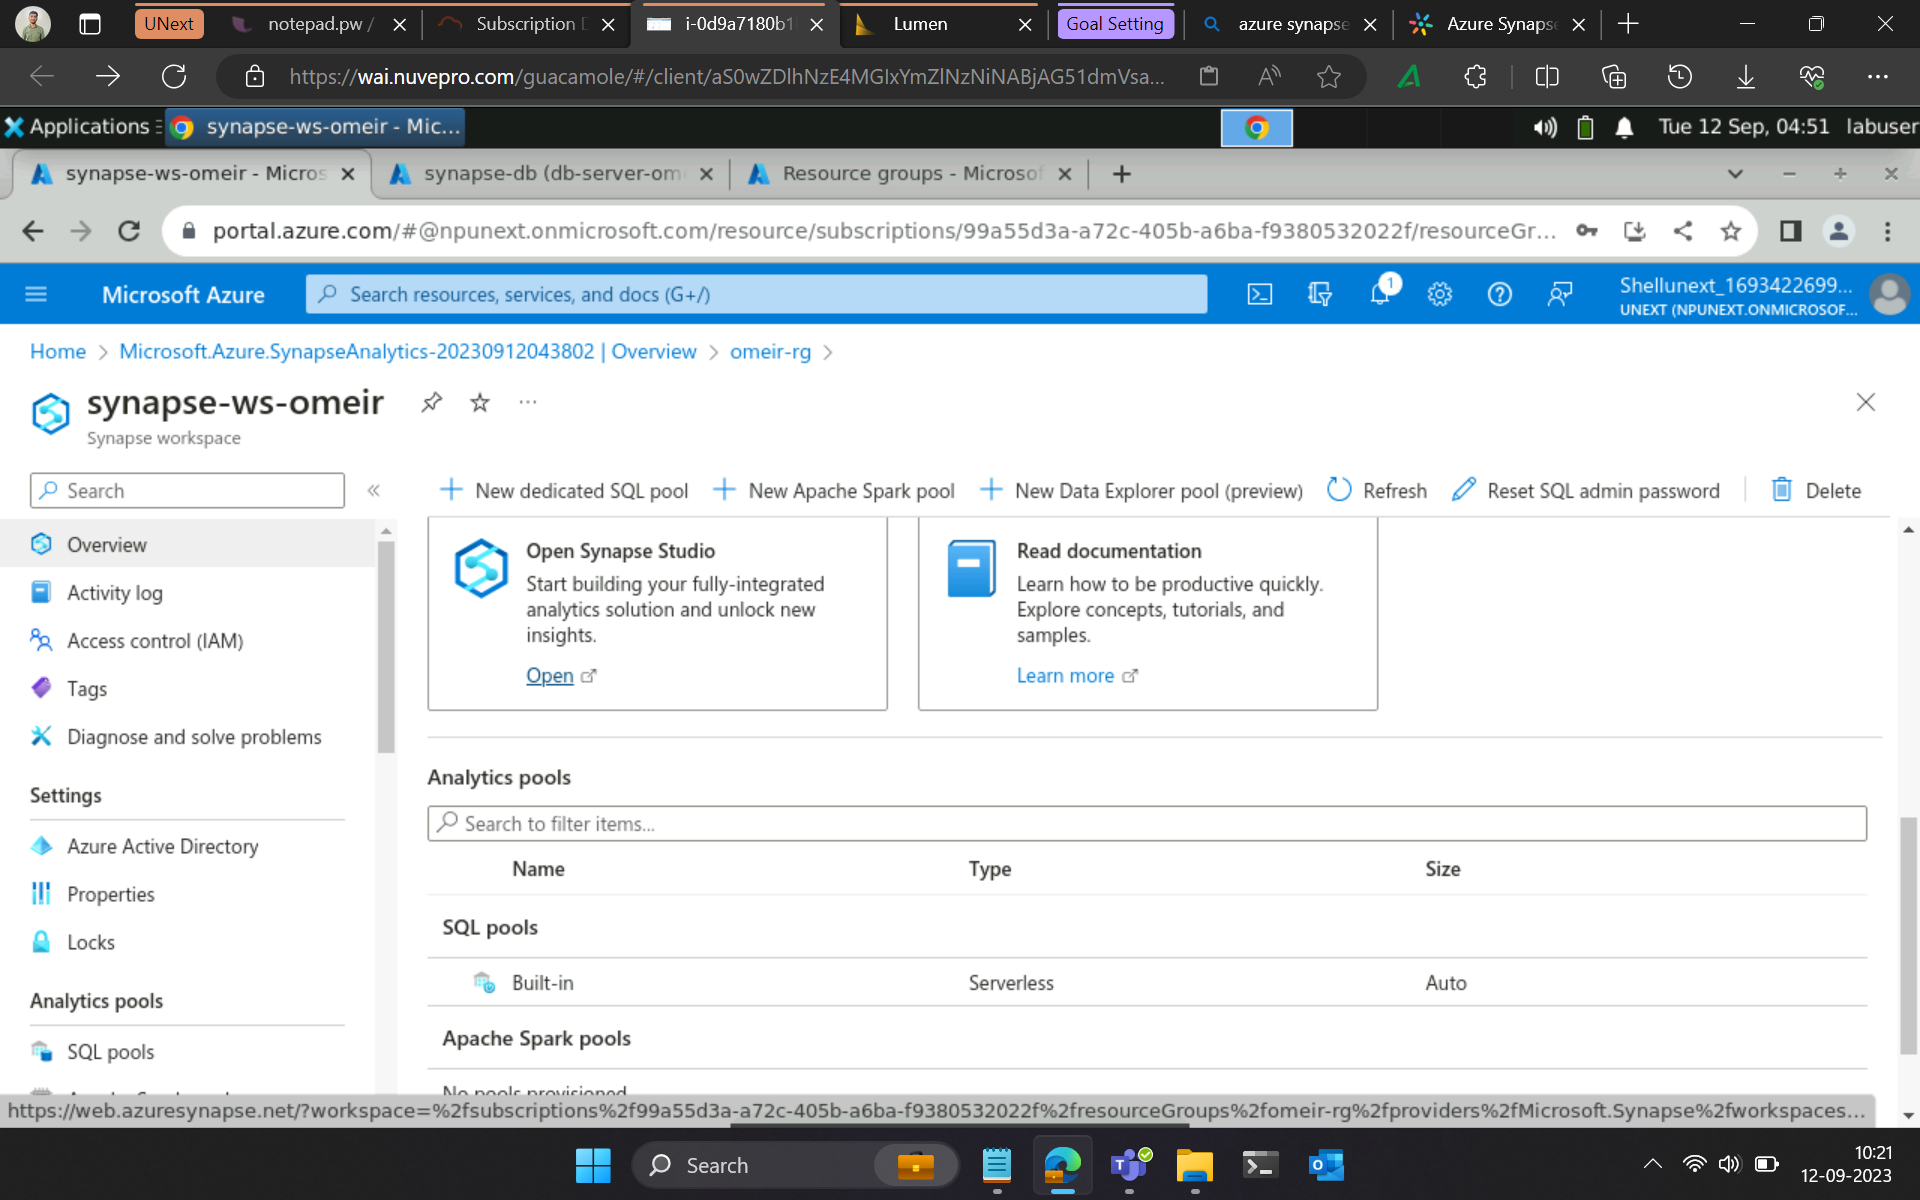 UNext
notepad.pw /
Subscription D
i-0d9a7180b1
Lumen
Goal Setting
azure synapse
Azure Synaps
https://wai.nuvepro.com/guacamole/#/client/aS0wZDlhNzE4MGIxYmZlNzNiNABjAG51dmVsa...
Applications
synapse-ws-omeir - Mic...
Tue 12 Sep, 04:51
labuser
synapse-ws-omeir - Micros
synapse-db (db-server-om
Resource groups - Microsof
portal.azure.com/#@npunext.onmicrosoft.com/resource/subscriptions/99a55d3a-a72c-405b-a6ba-f9380532022f/resourceGr...
Microsoft Azure
Search resources, services, and docs (G+/)
1
Shellunext_1693422699...
UNEXT (NPUNEXT.ONMICROSOF...
Home > Microsoft.Azure.SynapseAnalytics-20230912043802 | Overview > omeir-rg >
synapse-ws-omeir
Synapse workspace
Search
New dedicated SQL pool
New Apache Spark pool
New Data Explorer pool (preview)
Refresh
Reset SQL admin password
Delete
Overview
Activity log
Access control (IAM)
Tags
Diagnose and solve problems
Settings
Azure Active Directory
Properties
Locks
Analytics pools
SQL pools
Open Synapse Studio
Start building your fully-integrated
analytics solution and unlock new
insights.
Open
Read documentation
Learn how to be productive quickly.
Explore concepts, tutorials, and
samples.
Learn more
Analytics pools
Search to filter items...
Name Type Size
SQL pools
Built-in Serverless Auto
Apache Spark pools
No pools provisioned
https://web.azuresynapse.net/?workspace=%2fsubscriptions%2f99a55d3a-a72c-405b-a6ba-f9380532022f%2fresourceGroups%2fomeir-rg%2fproviders%2fMicrosoft.Synapse%2fworkspaces...
Search
10:21
12-09-2023